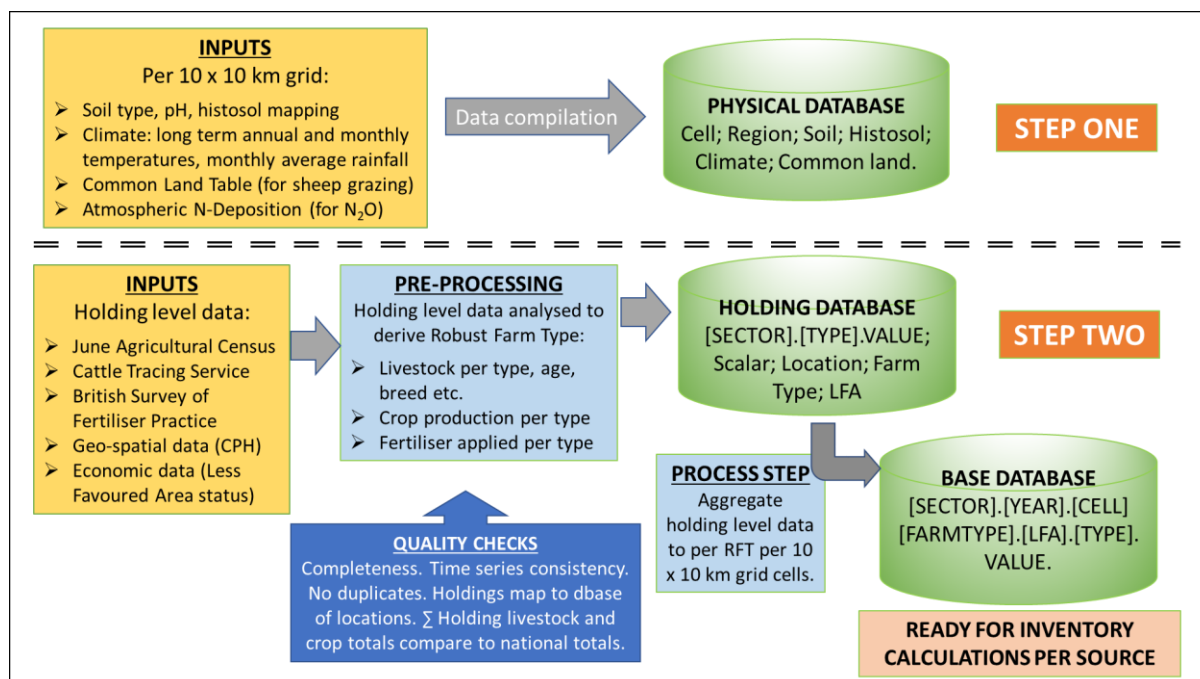 INPUTS
Per 10 x 10 km grid:
➢ Soil type, pH, histosol mapping
➢ Climate: long term annual and monthly
temperatures, monthly average rainfall
➢ Common Land Table (for sheep grazing)
➢ Atmospheric N-Deposition (for N₂O)
Data compilation
PHYSICAL DATABASE
Cell; Region; Soil; Histosol;
Climate; Common land.
STEP ONE
INPUTS
Holding level data:
➢ June Agricultural Census
➢ Cattle Tracing Service
➢ British Survey of
Fertiliser Practice
➢ Geo-spatial data (CPH)
➢ Economic data (Less
Favoured Area status)
PRE-PROCESSING
Holding level data analysed to
derive Robust Farm Type:
➢ Livestock per type, age,
breed etc.
➢ Crop production per type
➢ Fertiliser applied per type
HOLDING DATABASE
[SECTOR].[TYPE].VALUE;
Scalar; Location; Farm
Type; LFA
STEP TWO
QUALITY CHECKS
Completeness. Time series consistency.
No duplicates. Holdings map to dbase
of locations. ∑ Holding livestock and
crop totals compare to national totals.
PROCESS STEP
Aggregate
holding level data
to per RFT per 10
x 10 km grid cells.
BASE DATABASE
[SECTOR].[YEAR].[CELL]
[FARMTYPE].[LFA].[TYPE].
VALUE.
READY FOR INVENTORY
CALCULATIONS PER SOURCE